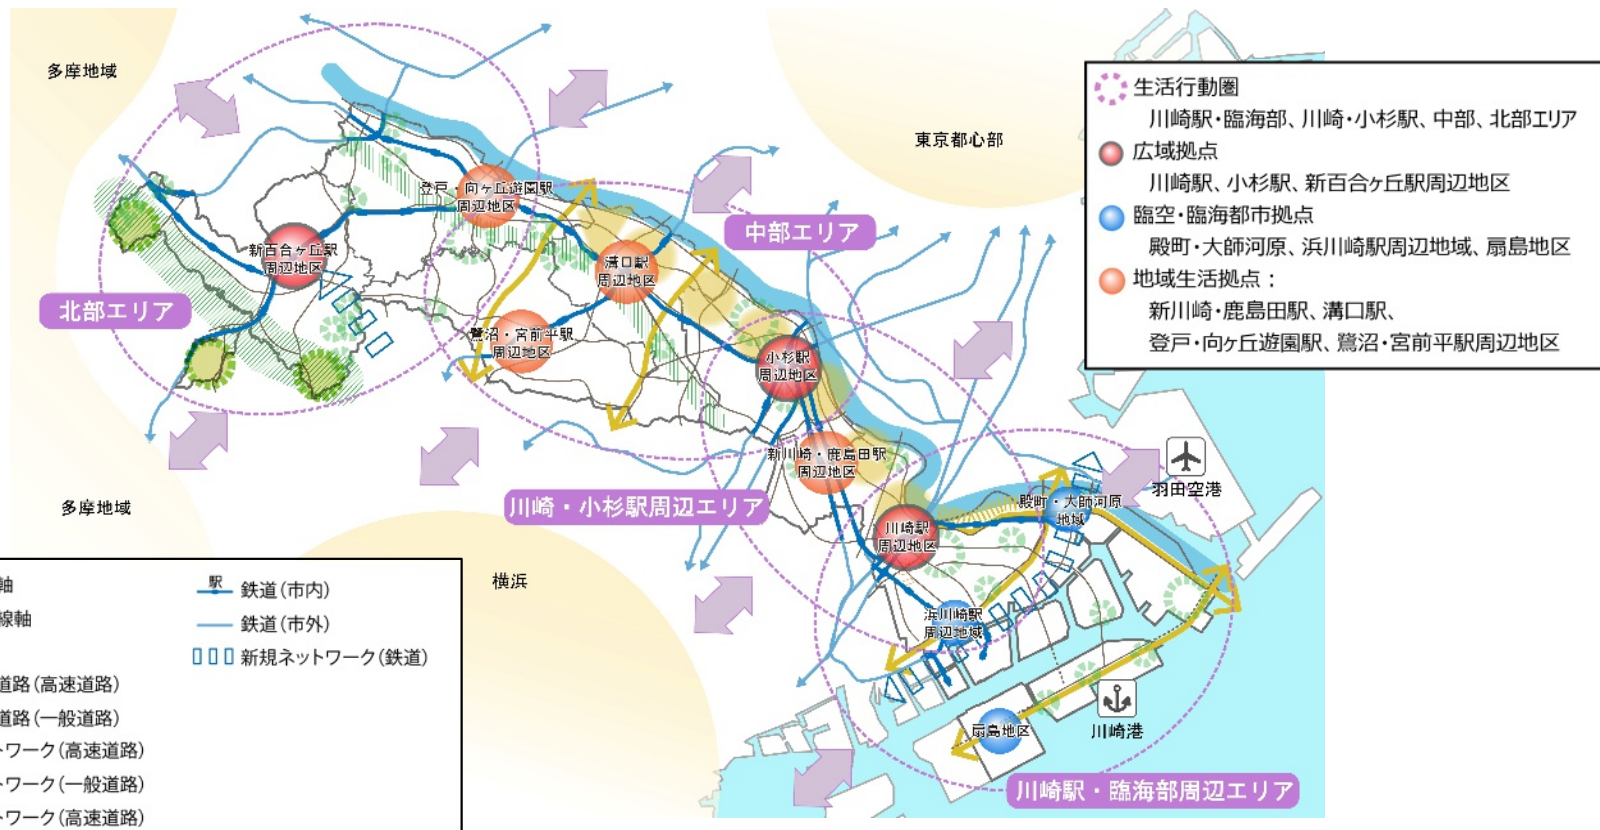 多摩地域
東京都心部
生活行動圏
川崎駅・臨海部、川崎・小杉駅、中部、北部エリア
広域拠点
川崎駅、小杉駅、新百合ヶ丘駅周辺地区
臨空・臨海都市拠点
殿町・大師河原、浜川崎駅周辺地域、扇島地区
地域生活拠点：
新川崎・鹿島田駅、溝口駅、
登戸・向ヶ丘遊園駅、鷺沼・宮前平駅周辺地区
登戸・向ヶ丘遊園駅
周辺地区
中部エリア
新百合ヶ丘駅
周辺地区
溝口駅
周辺地区
北部エリア
鷺沼・宮前平駅
周辺地区
小杉駅
周辺地区
新川崎・鹿島田駅
周辺地区
羽田空港
多摩地域
川崎・小杉駅周辺エリア
殿町・大師河原
地域
川崎駅
周辺地区
横浜
浜川崎駅
周辺地域
扇島地区
川崎港
川崎駅・臨海部周辺エリア
軸
線軸
道路(高速道路)
道路(一般道路)
トワーク(高速道路)
トワーク(一般道路)
トワーク(高速道路)
駅
鉄道(市内)
鉄道(市外)
新規ネットワーク(鉄道)